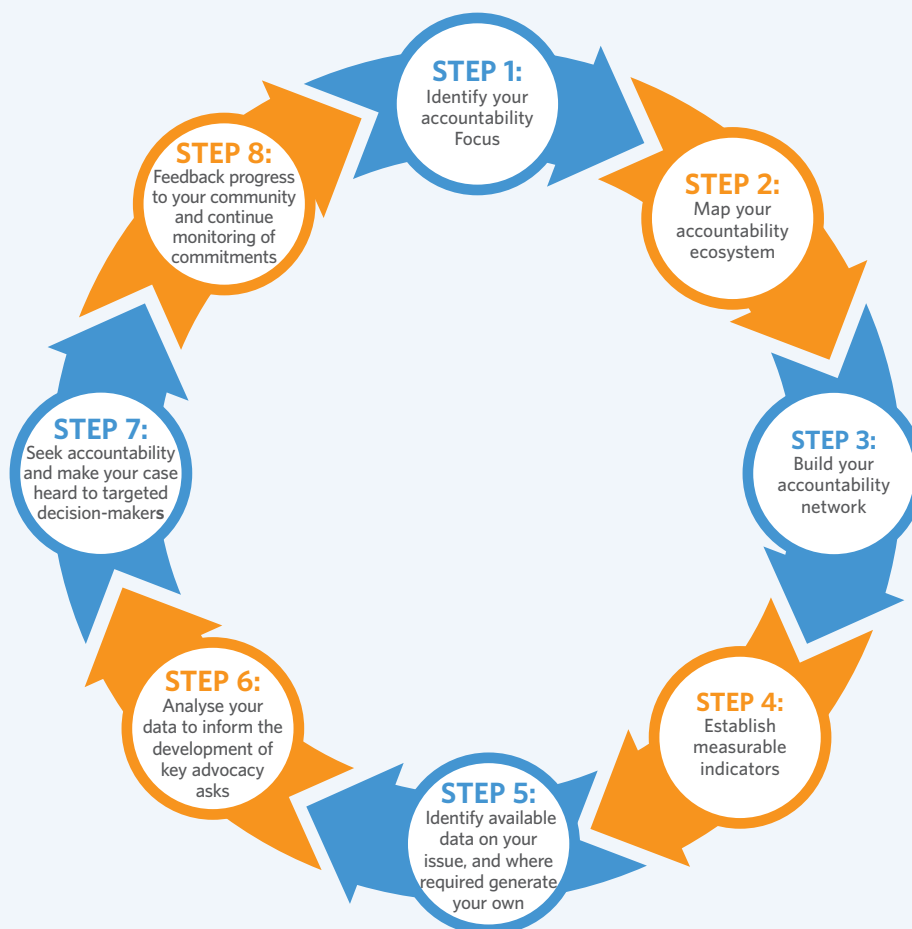 STEP 1:
Identify your
accountability
Focus
STEP 2:
Map your
accountability
ecosystem
STEP 3:
Build your
accountability
network
STEP 4:
Establish
measurable
indicators
STEP 5:
Identify available
data on your
issue, and where
required generate
your own
STEP 6:
Analyse your
data to inform the
development of
key advocacy
asks
STEP 7:
Seek accountability
and make your case
heard to targeted
decision-makers
STEP 8:
Feedback progress
to your community
and continue
monitoring of
commitments